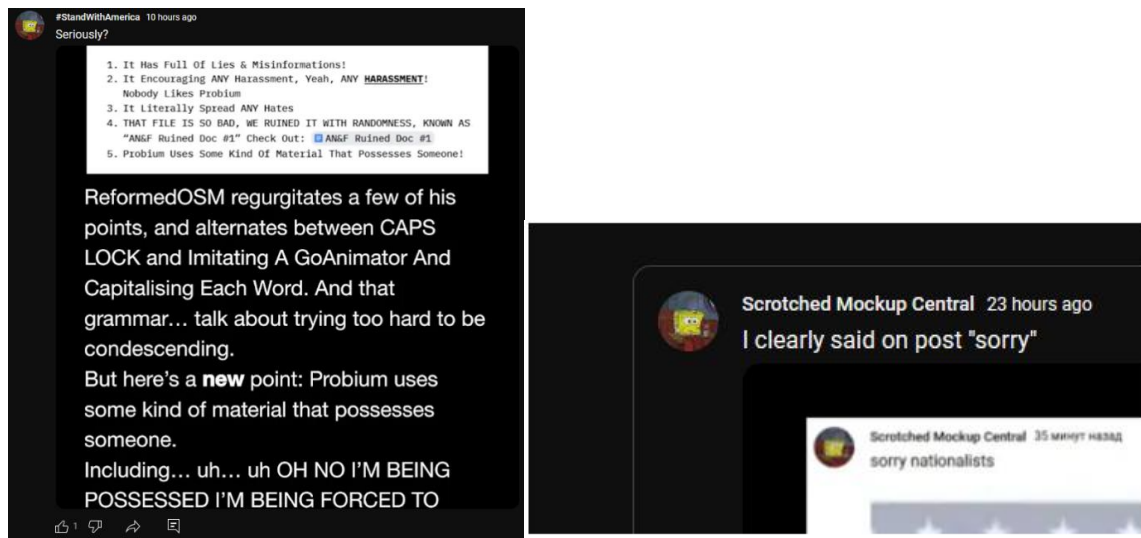 #StandWithAmerica 10 hours ago
Seriously?
1. It Has Full Of Lies & Misinformations!
2. It Encouraging ANY Harassment, Yeah, ANY HARASSMENT!
Nobody Likes Probium
3. It Literally Spread ANY Hates
4. THAT FILE IS SO BAD, WE RUINED IT WITH RANDOMNESS, KNOWN AS
"AN&F Ruined Doc #1" Check Out: AN&F Ruined Doc #1
5. Probium Uses Some Kind Of Material That Possesses Someone!
ReformedOSM regurgitates a few of his
points, and alternates between CAPS
LOCK and Imitating A GoAnimator And
Capitalising Each Word. And that
grammar... talk about trying too hard to be
condescending.
But here's a new point: Probium uses
some kind of material that possesses
someone.
Including... uh... uh OH NO I'M BEING
POSSESSED I'M BEING FORCED TO
1
Scrotched Mockup Central 23 hours ago
I clearly said on post "sorry"
Scrotched Mockup Central 35 минут назад
sorry nationalists